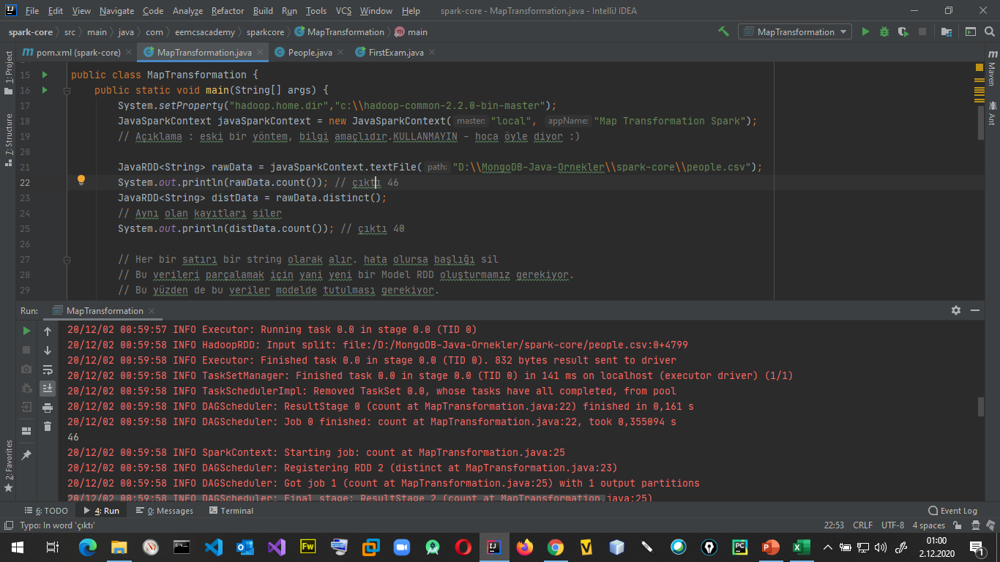 File Edit View Navigate Code Analyze Refactor Build Run Tools VCS Window Help spark-core - MapTransformation.java - IntelliJ IDEA
spark-core src main java com eemcsacademy sparkcore MapTransformation main MapTransformation
pom.xml (spark-core) MapTransformation.java People.java FirstExam.java
1: Project
7: Structure
2: Favorites
Maven
Ant
15 public class MapTransformation {
16 public static void main(String[] args) {
17 System.setProperty("hadoop.home.dir","c:\\hadoop-common-2.2.0-bin-master");
18 JavaSparkContext javaSparkContext = new JavaSparkContext( master: "local", appName: "Map Transformation Spark");
19 // Açıklama : eski bir yöntem, bilgi amaçlıdır.KULLANMAYIN - hoca öyle diyor :)
20
21 JavaRDD<String> rawData = javaSparkContext.textFile( path: "D:\\MongoDB-Java-Ornekler\\spark-core\\people.csv");
22 System.out.println(rawData.count()); // çıktı 46
23 JavaRDD<String> distData = rawData.distinct();
24 // Aynı olan kayıtları siler
25 System.out.println(distData.count()); // çıktı 40
26
27 // Her bir satırı bir string olarak alır. hata olursa başlığı sil
28 // Bu verileri parçalamak için yani yeni bir Model RDD oluşturmamız gerekiyor.
29 // Bu yüzden de bu veriler modelde tutulması gerekiyor.
Run: MapTransformation
20/12/02 00:59:57 INFO Executor: Running task 0.0 in stage 0.0 (TID 0)
20/12/02 00:59:58 INFO HadoopRDD: Input split: file:/D:/MongoDB-Java-Ornekler/spark-core/people.csv:0+4799
20/12/02 00:59:58 INFO Executor: Finished task 0.0 in stage 0.0 (TID 0). 832 bytes result sent to driver
20/12/02 00:59:58 INFO TaskSetManager: Finished task 0.0 in stage 0.0 (TID 0) in 141 ms on localhost (executor driver) (1/1)
20/12/02 00:59:58 INFO TaskSchedulerImpl: Removed TaskSet 0.0, whose tasks have all completed, from pool
20/12/02 00:59:58 INFO DAGScheduler: ResultStage 0 (count at MapTransformation.java:22) finished in 0,161 s
20/12/02 00:59:58 INFO DAGScheduler: Job 0 finished: count at MapTransformation.java:22, took 0,355094 s
46
20/12/02 00:59:58 INFO SparkContext: Starting job: count at MapTransformation.java:25
20/12/02 00:59:58 INFO DAGScheduler: Registering RDD 2 (distinct at MapTransformation.java:23)
20/12/02 00:59:58 INFO DAGScheduler: Got job 1 (count at MapTransformation.java:25) with 1 output partitions
20/12/02 00:59:58 INFO DAGScheduler: Final stage: ResultStage 2 (count at MapTransformation.java:25)
6: TODO 4: Run 0: Messages Terminal Event Log
Typo: In word 'çıktı' 22:53 CRLF UTF-8 4 spaces
01:00
2.12.2020